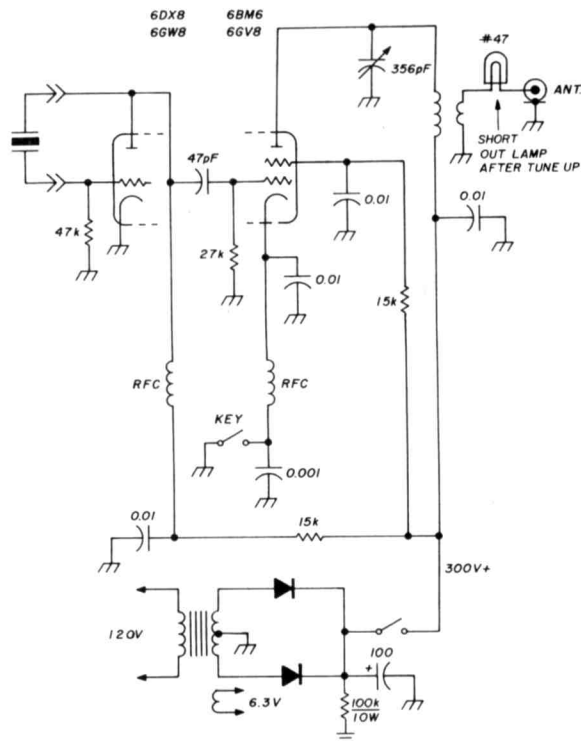 6DX8 6BM6
6GW8 6GV8
#47
356pF
ANT.
SHORT
OUT LAMP
AFTER TUNE UP
47pF
0.01
0.01
47k
27k
0.01
15k
RFC
RFC
KEY
0.001
0.01
15k
300V+
120V
100
+
6.3V
100k
10W